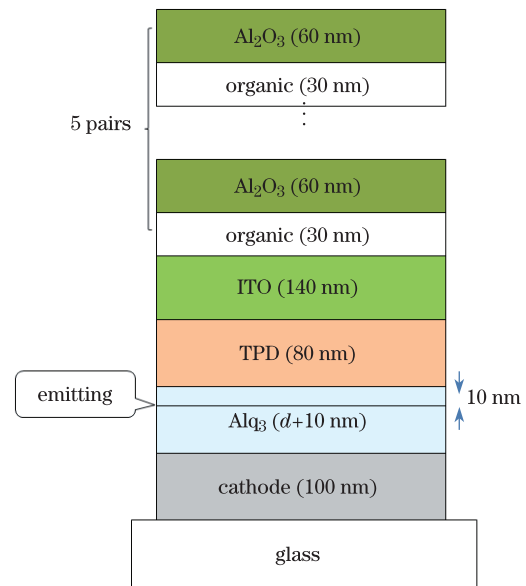 Al₂O₃ (60 nm)
organic (30 nm)
5 pairs
Al₂O₃ (60 nm)
organic (30 nm)
ITO (140 nm)
TPD (80 nm)
emitting
10 nm
Alq₃ (d+10 nm)
cathode (100 nm)
glass